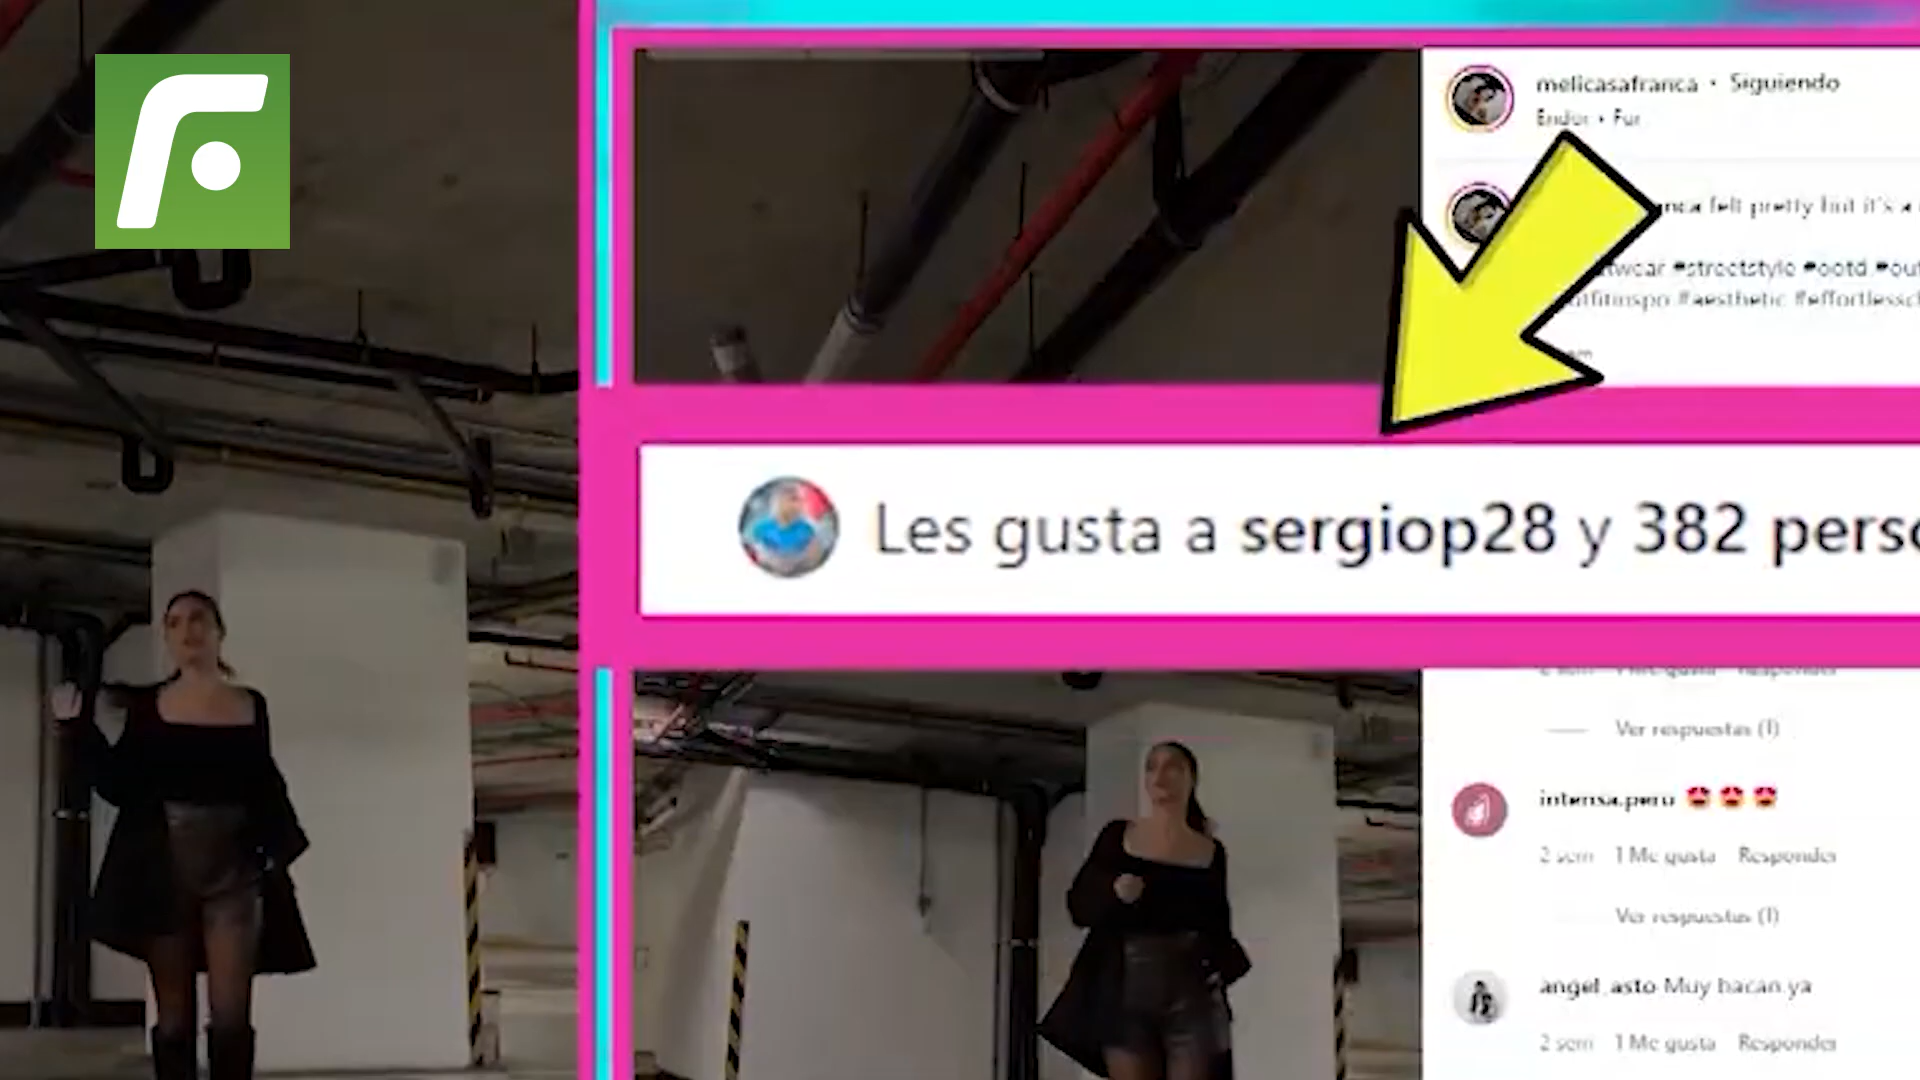 melicasafranca • Siguiendo
felt pretty but it's a
#streetstyle #ootd
#aesthetic
Les gusta a sergiop28 y 382
Ver respuestas (1)
intensa.peru 😍😍😍
2 sem 1 Me gusta Responder
Ver respuestas (1)
angel_asto Muy bacan ya
2 sem 1 Me gusta Responder